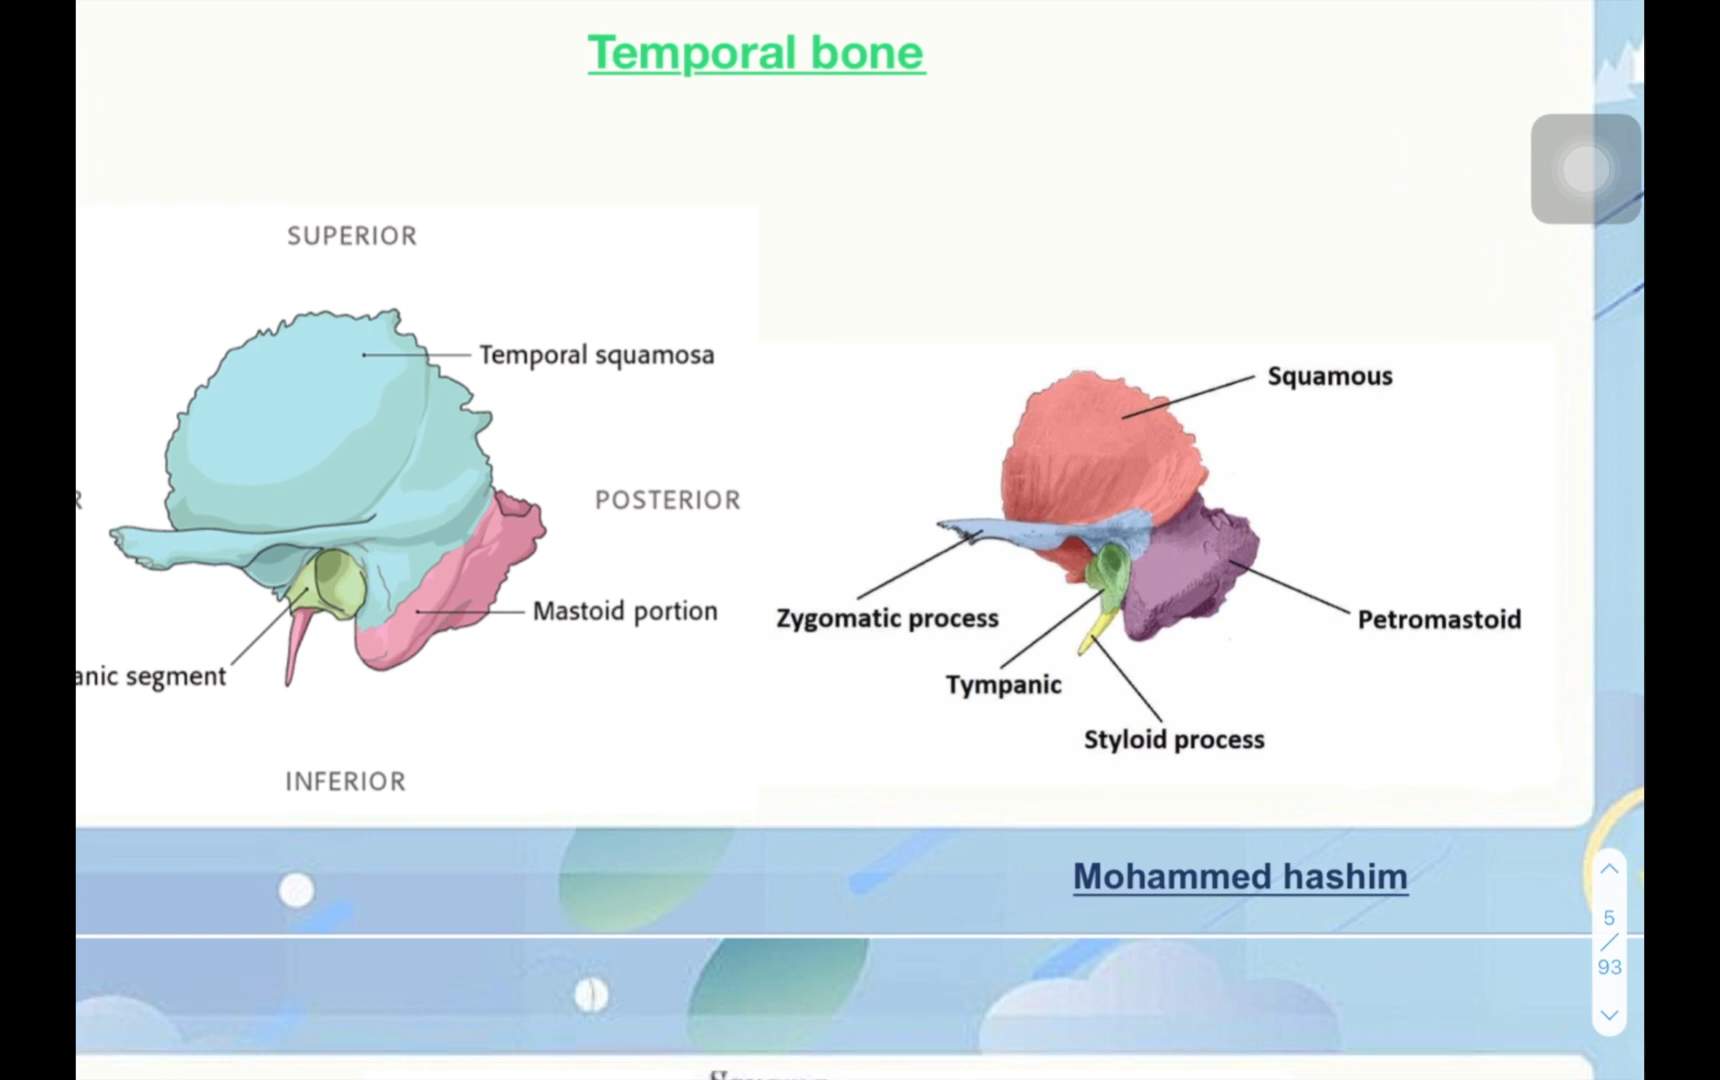 Temporal bone
SUPERIOR
Temporal squamosa
Squamous
POSTERIOR
Mastoid portion
Zygomatic process
Petromastoid
segment
Tympanic
Styloid process
INFERIOR
Mohammed hashim
5
/
93